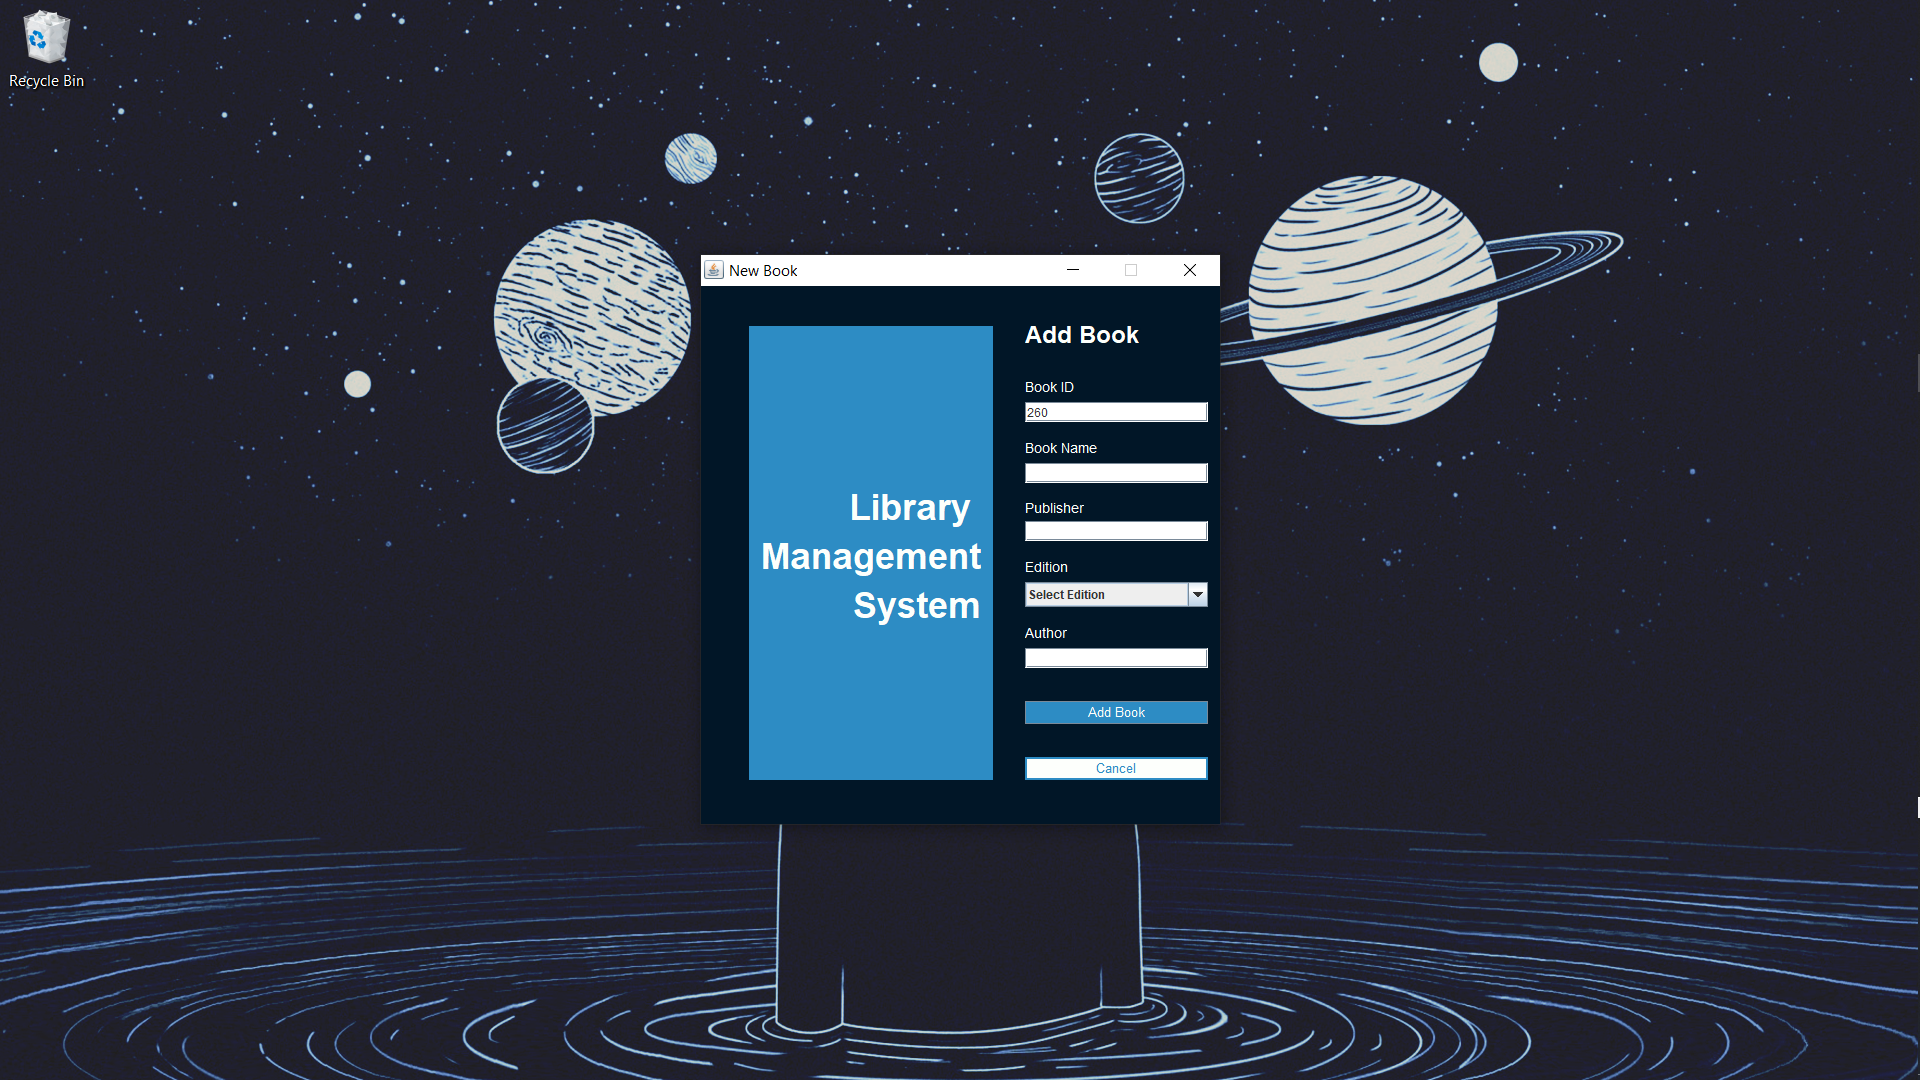 Recycle Bin
New Book
Library
Management
System
Add Book
Book ID
260
Book Name
Publisher
Edition
Select Edition
Author
Add Book
Cancel